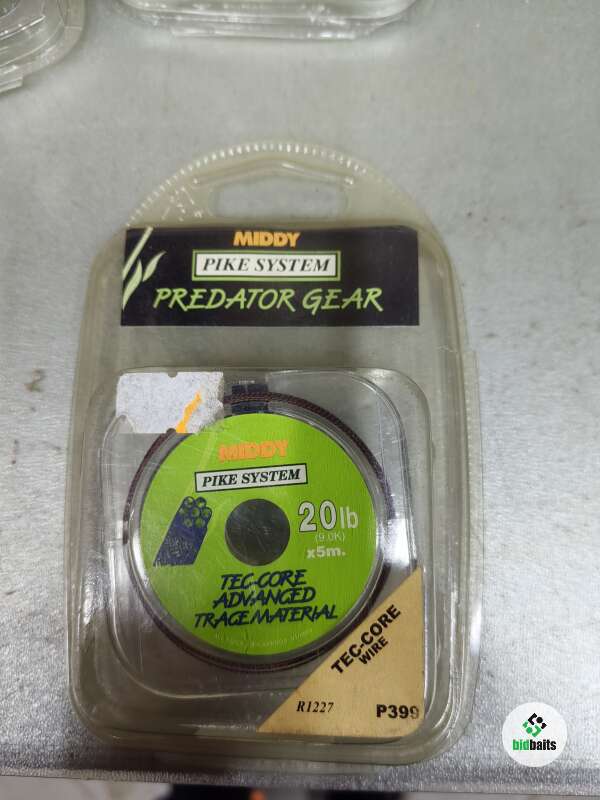 MIDDY
PIKE SYSTEM
PREDATOR GEAR
MIDDY
PIKE SYSTEM
20lb
(9.0K)
x5m.
TEC-CORE
ADVANCED
TRACE MATERIAL
TEC-CORE
WIRE
R1227
P399
bidbaits